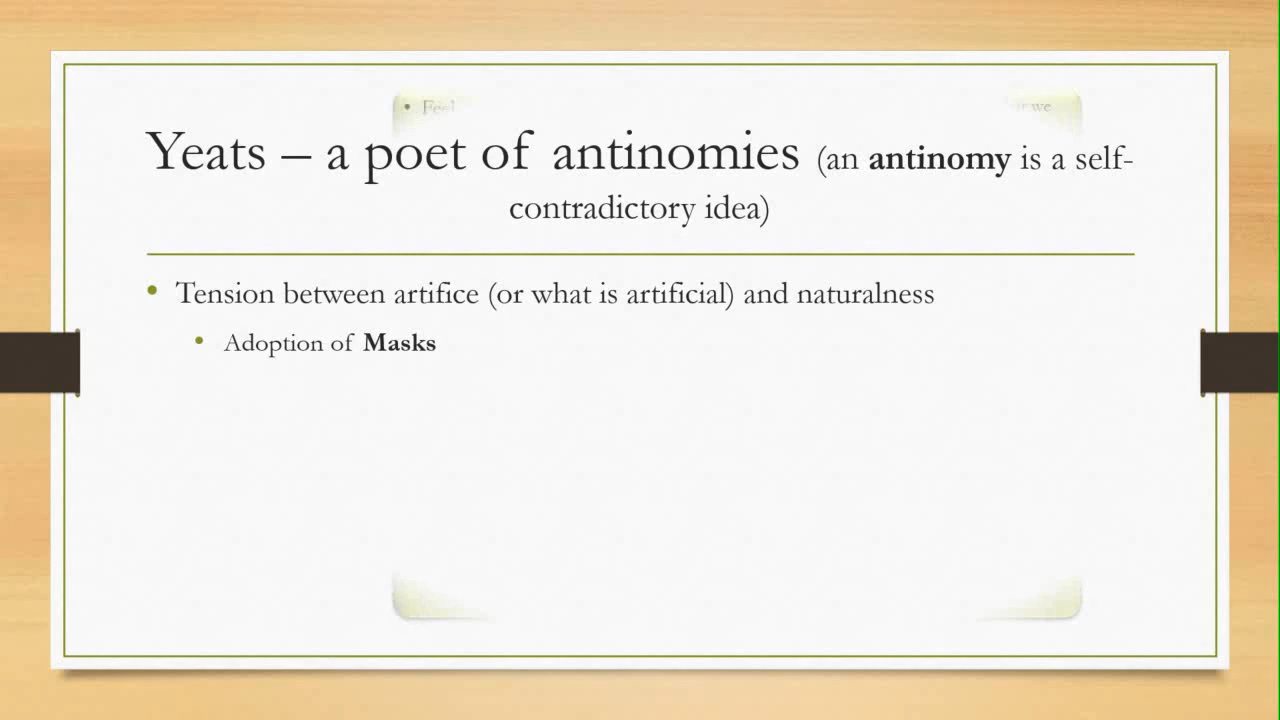 Yeats – a poet of antinomies (an antinomy is a self-
contradictory idea)
• Tension between artifice (or what is artificial) and naturalness
• Adoption of Masks